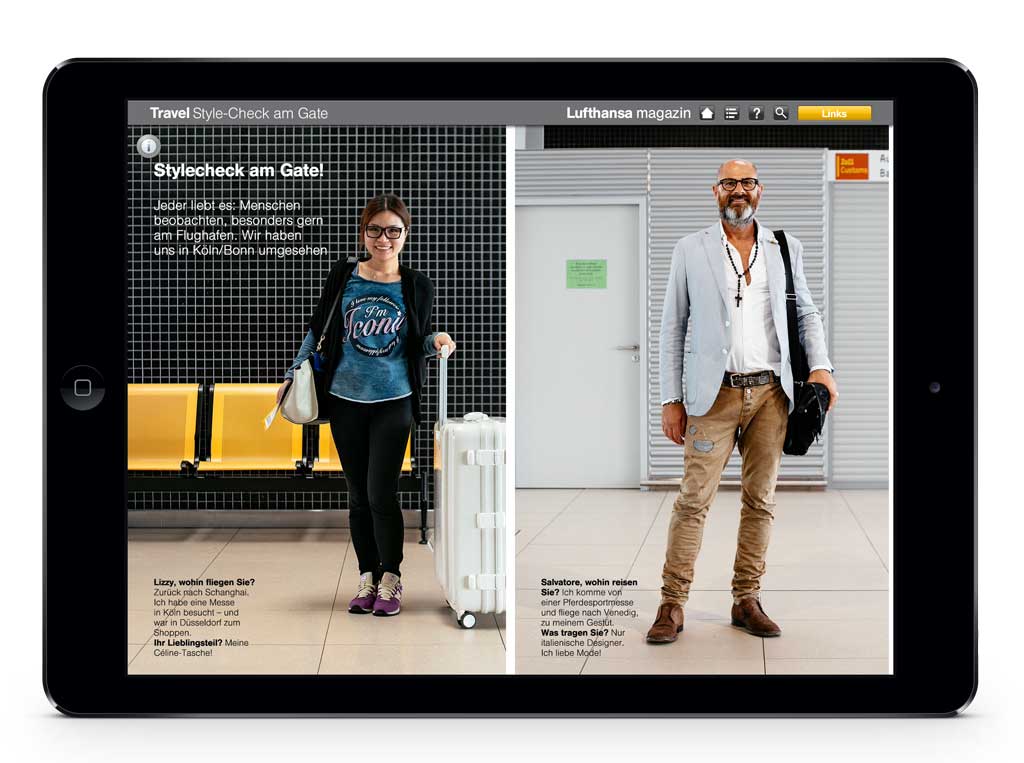 Travel Style-Check am Gate
Lufthansa magazin
?
Links
i
Stylecheck am Gate!
Jeder liebt es: Menschen
beobachten, besonders gern
am Flughafen. Wir haben
uns in Köln/Bonn umgesehen
I love my followers
I'm
Iconic
Zoll
Customs
Lizzy, wohin fliegen Sie?
Zurück nach Schanghai.
Ich habe eine Messe
in Köln besucht – und
war in Düsseldorf zum
Shoppen.
Ihr Lieblingsteil? Meine
Céline-Tasche!
Salvatore, wohin reisen
Sie? Ich komme von
einer Pferdesportmesse
und fliege nach Venedig,
zu meinem Gestüt.
Was tragen Sie? Nur
italienische Designer.
Ich liebe Mode!